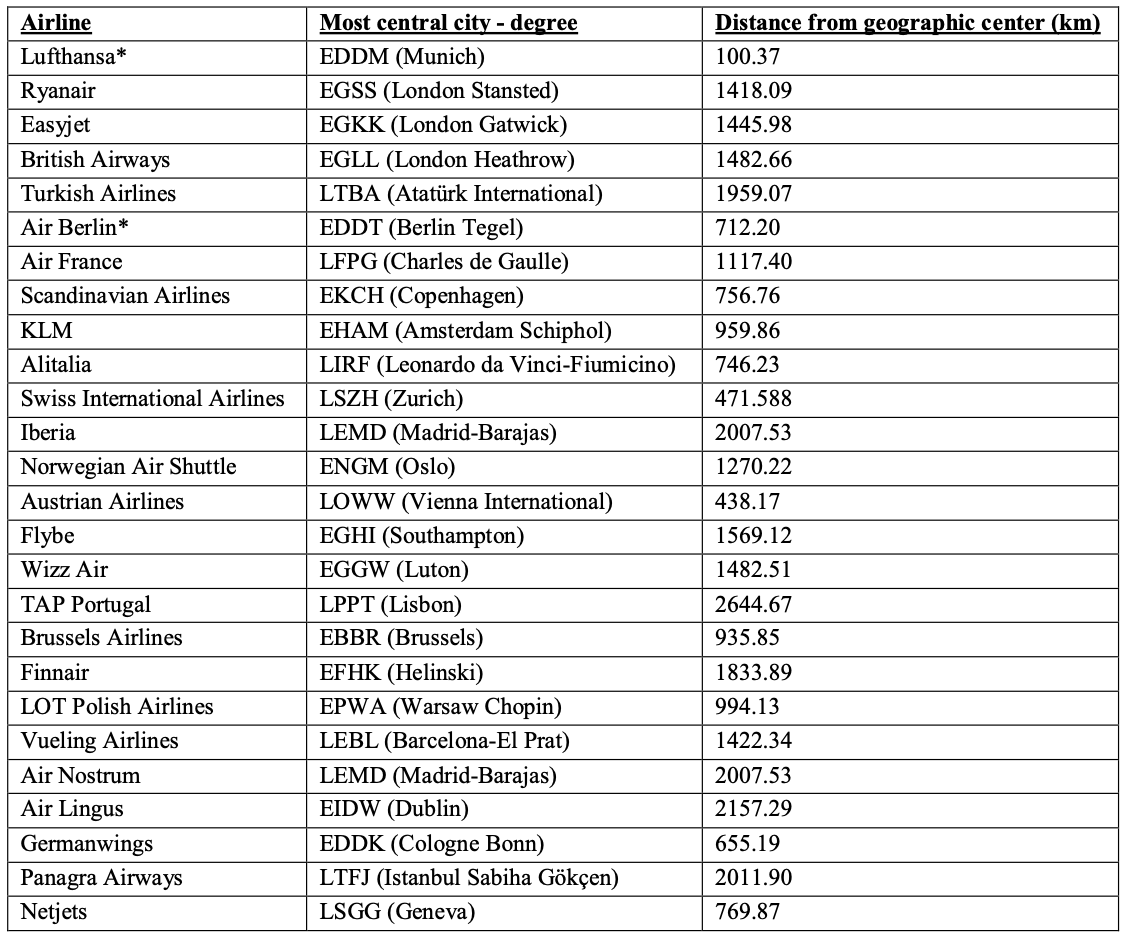 Airline Most central city - degree Distance from geographic center (km)
Lufthansa* EDDM (Munich) 100.37
Ryanair EGSS (London Stansted) 1418.09
Easyjet EGKK (London Gatwick) 1445.98
British Airways EGLL (London Heathrow) 1482.66
Turkish Airlines LTBA (Atatürk International) 1959.07
Air Berlin* EDDT (Berlin Tegel) 712.20
Air France LFPG (Charles de Gaulle) 1117.40
Scandinavian Airlines EKCH (Copenhagen) 756.76
KLM EHAM (Amsterdam Schiphol) 959.86
Alitalia LIRF (Leonardo da Vinci-Fiumicino) 746.23
Swiss International Airlines LSZH (Zurich) 471.588
Iberia LEMD (Madrid-Barajas) 2007.53
Norwegian Air Shuttle ENGM (Oslo) 1270.22
Austrian Airlines LOWW (Vienna International) 438.17
Flybe EGHI (Southampton) 1569.12
Wizz Air EGGW (Luton) 1482.51
TAP Portugal LPPT (Lisbon) 2644.67
Brussels Airlines EBBR (Brussels) 935.85
Finnair EFHK (Helinski) 1833.89
LOT Polish Airlines EPWA (Warsaw Chopin) 994.13
Vueling Airlines LEBL (Barcelona-El Prat) 1422.34
Air Nostrum LEMD (Madrid-Barajas) 2007.53
Air Lingus EIDW (Dublin) 2157.29
Germanwings EDDK (Cologne Bonn) 655.19
Panagra Airways LTFJ (Istanbul Sabiha Gökçen) 2011.90
Netjets LSGG (Geneva) 769.87